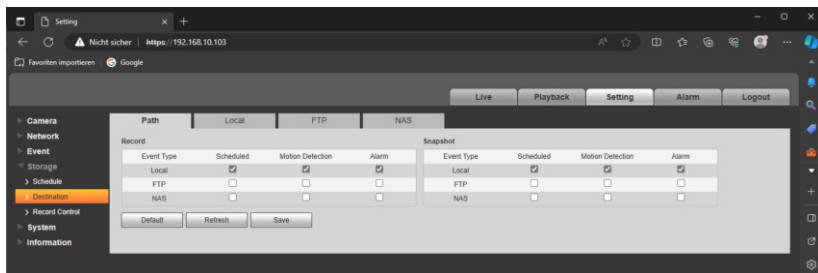 Setting
Nicht sicher https://192.168.10.103
Favoriten importieren Google
Live Playback Setting Alarm Logout
Camera
Network
Event
Storage
Schedule
Destination
Record Control
System
Information
Path Local FTP NAS
Record
Event Type Scheduled Motion Detection Alarm
Local
FTP
NAS
Default Refresh Save
Snapshot
Event Type Scheduled Motion Detection Alarm
Local
FTP
NAS